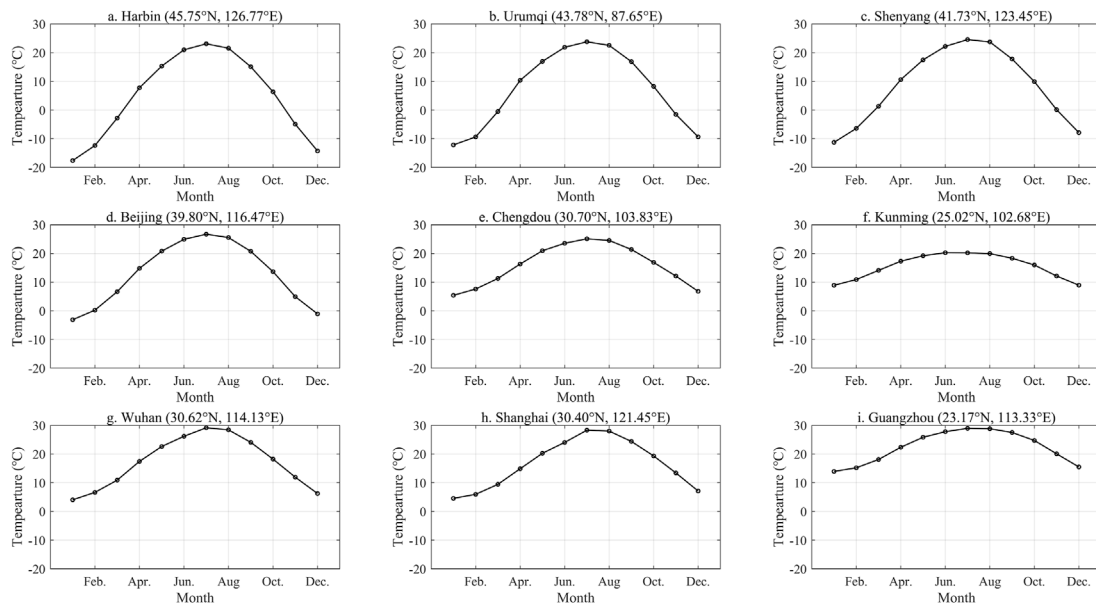 a. Harbin (45.75°N, 126.77°E)
Tempearture (°C)
30
20
10
0
-10
-20
Feb. Apr. Jun. Aug Oct. Dec.
Month
b. Urumqi (43.78°N, 87.65°E)
Tempearture (°C)
30
20
10
0
-10
-20
Feb. Apr. Jun. Aug Oct. Dec.
Month
c. Shenyang (41.73°N, 123.45°E)
Tempearture (°C)
30
20
10
0
-10
-20
Feb. Apr. Jun. Aug Oct. Dec.
Month
d. Beijing (39.80°N, 116.47°E)
Tempearture (°C)
30
20
10
0
-10
-20
Feb. Apr. Jun. Aug Oct. Dec.
Month
e. Chengdou (30.70°N, 103.83°E)
Tempearture (°C)
30
20
10
0
-10
-20
Feb. Apr. Jun. Aug Oct. Dec.
Month
f. Kunming (25.02°N, 102.68°E)
Tempearture (°C)
30
20
10
0
-10
-20
Feb. Apr. Jun. Aug Oct. Dec.
Month
g. Wuhan (30.62°N, 114.13°E)
Tempearture (°C)
30
20
10
0
-10
-20
Feb. Apr. Jun. Aug Oct. Dec.
Month
h. Shanghai (30.40°N, 121.45°E)
Tempearture (°C)
30
20
10
0
-10
-20
Feb. Apr. Jun. Aug Oct. Dec.
Month
i. Guangzhou (23.17°N, 113.33°E)
Tempearture (°C)
30
20
10
0
-10
-20
Feb. Apr. Jun. Aug Oct. Dec.
Month